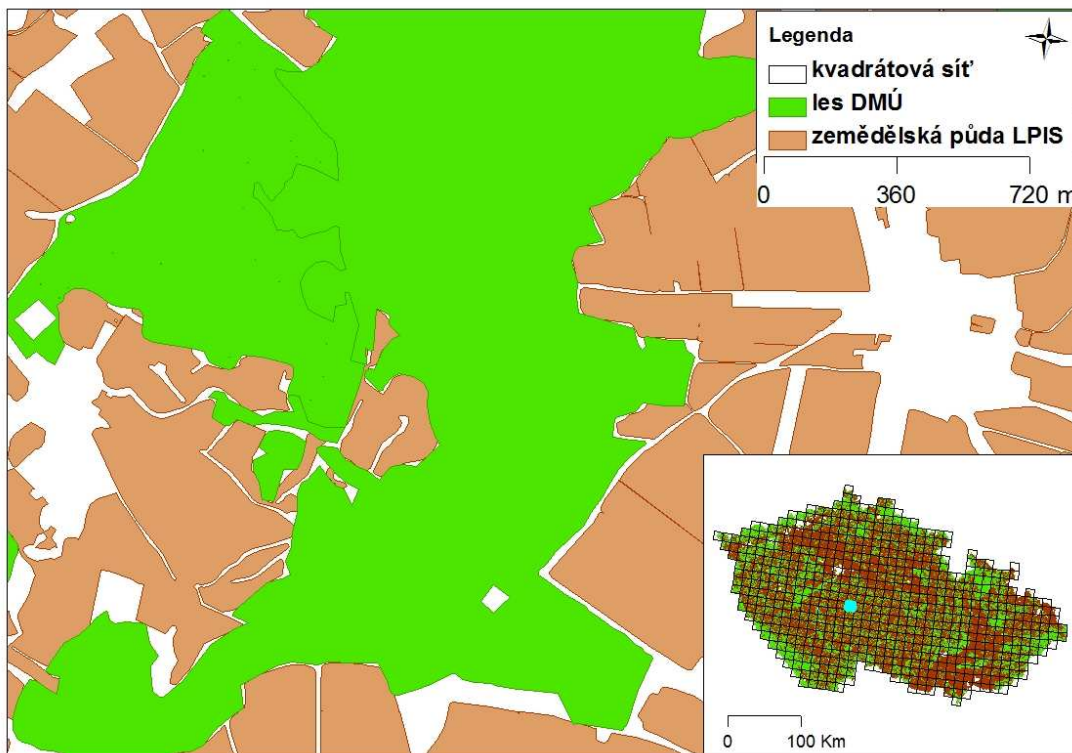 Legenda
kvadrátová síť
les DMÚ
zemědělská půda LPIS
0 360 720 m
0 100 Km